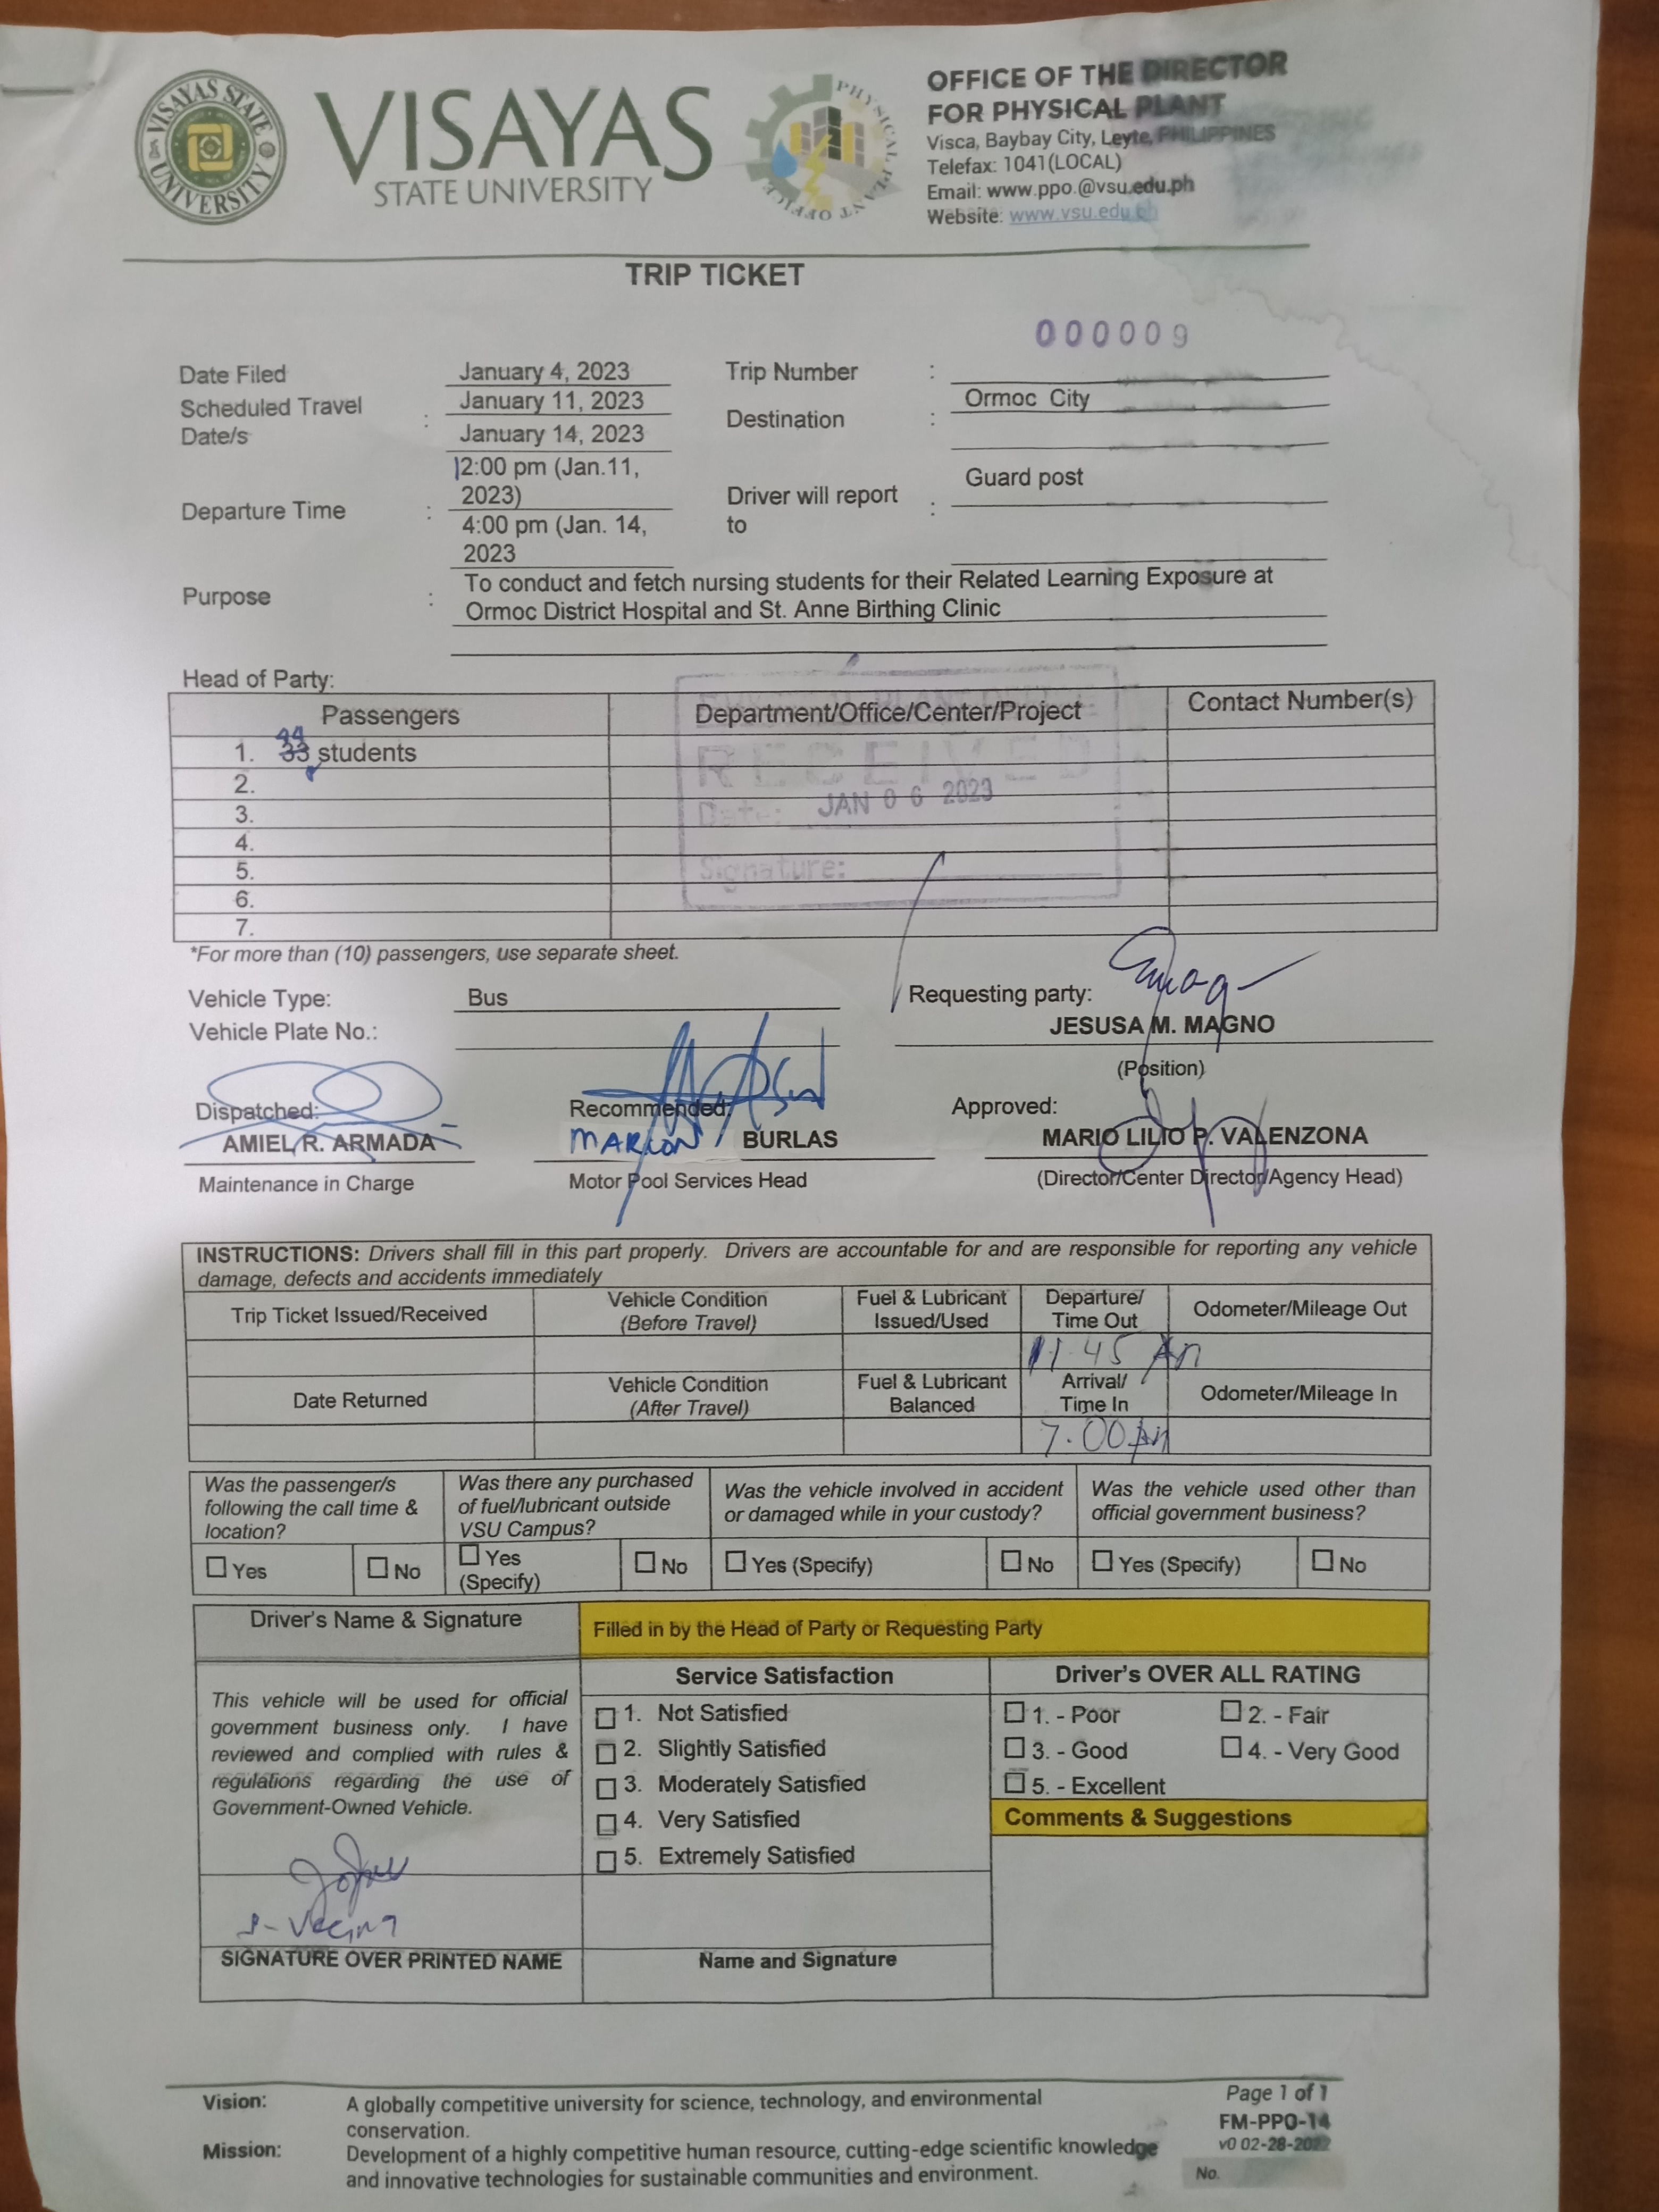 VISAYAS STATE UNIVERSITY
VISAYAS
STATE UNIVERSITY
PHYSICAL PLANT OFFICE
OFFICE OF THE DIRECTOR
FOR PHYSICAL PLANT
Visca, Baybay City, Leyte, PHILIPPINES
Telefax: 1041(LOCAL)
Email: www.ppo.@vsu.edu.ph
Website: www.vsu.edu.ph
TRIP TICKET
000009
Date Filed January 4, 2023 Trip Number :
Scheduled Travel Date/s : January 11, 2023 Destination : Ormoc City
January 14, 2023
Departure Time : 12:00 pm (Jan.11, 2023) Driver will report to : Guard post
4:00 pm (Jan. 14, 2023
Purpose : To conduct and fetch nursing students for their Related Learning Exposure at
Ormoc District Hospital and St. Anne Birthing Clinic
Head of Party:
Passengers Department/Office/Center/Project Contact Number(s)
1. 33 44 students
2.
3.
4.
5.
6.
7.
RECEIVED
Date: JAN 06 2023
Signature:
*For more than (10) passengers, use separate sheet.
Vehicle Type: Bus Requesting party:
Vehicle Plate No.: JESUSA M. MAGNO
(Position)
Dispatched: Recommended: Approved:
AMIEL R. ARMADA MARLON BURLAS MARIO LILIO P. VALENZONA
Maintenance in Charge Motor Pool Services Head (Director/Center Director/Agency Head)
INSTRUCTIONS: Drivers shall fill in this part properly. Drivers are accountable for and are responsible for reporting any vehicle
damage, defects and accidents immediately
Trip Ticket Issued/Received Vehicle Condition (Before Travel) Fuel & Lubricant Issued/Used Departure/ Time Out Odometer/Mileage Out
11:45 AM
Date Returned Vehicle Condition (After Travel) Fuel & Lubricant Balanced Arrival/ Time In Odometer/Mileage In
7:00
Was the passenger/s following the call time & location? Was there any purchased of fuel/lubricant outside VSU Campus? Was the vehicle involved in accident or damaged while in your custody? Was the vehicle used other than official government business?
Yes No Yes (Specify) No Yes (Specify) No Yes (Specify) No
Driver's Name & Signature Filled in by the Head of Party or Requesting Party
Service Satisfaction Driver's OVER ALL RATING
This vehicle will be used for official
government business only. I have
reviewed and complied with rules &
regulations regarding the use of
Government-Owned Vehicle.
1. Not Satisfied
2. Slightly Satisfied
3. Moderately Satisfied
4. Very Satisfied
5. Extremely Satisfied
1. - Poor 2. - Fair
3. - Good 4. - Very Good
5. - Excellent
Comments & Suggestions
SIGNATURE OVER PRINTED NAME Name and Signature
Vision: A globally competitive university for science, technology, and environmental
conservation.
Mission: Development of a highly competitive human resource, cutting-edge scientific knowledge
and innovative technologies for sustainable communities and environment.
Page 1 of 1
FM-PPO-14
v0 02-28-2022
No.